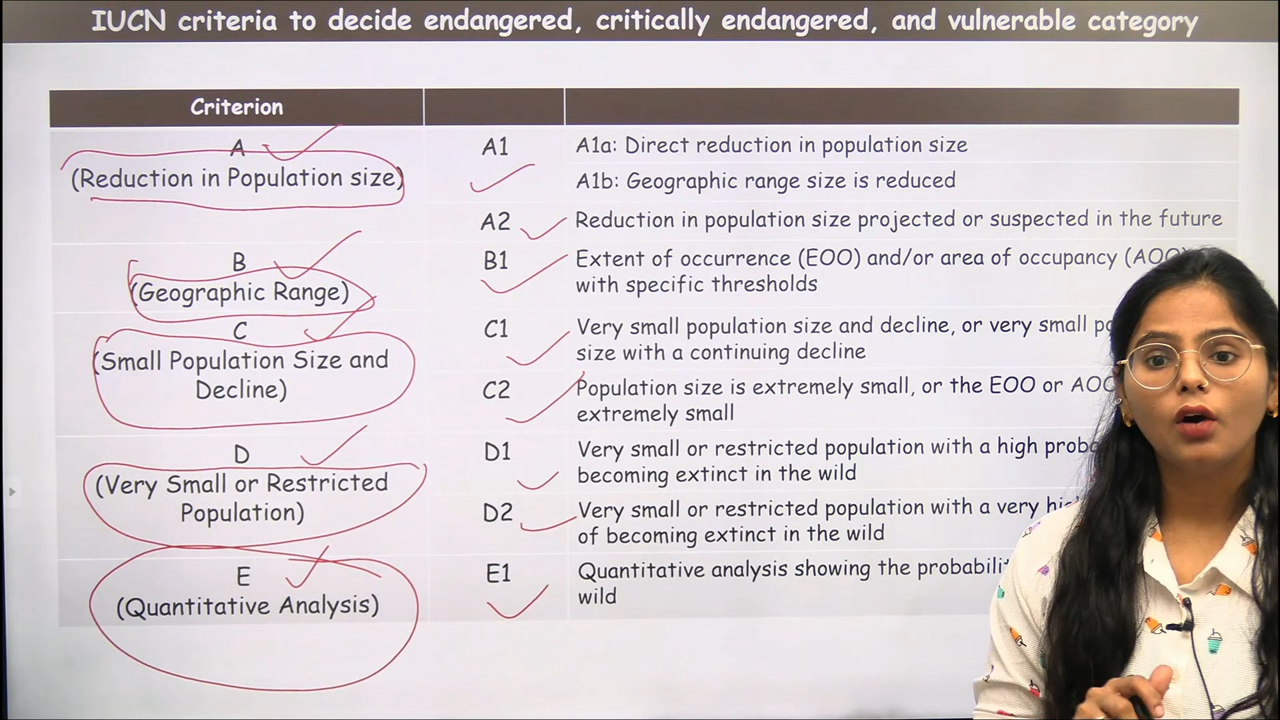 IUCN criteria to decide endangered, critically endangered, and vulnerable category
Criterion
A
(Reduction in Population size)
A1
A1a: Direct reduction in population size
A1b: Geographic range size is reduced
A2
Reduction in population size projected or suspected in the future
B
(Geographic Range)
B1
Extent of occurrence (EOO) and/or area of occupancy (AOO)
with specific thresholds
C
(Small Population Size and
Decline)
C1
Very small population size and decline, or very small
size with a continuing decline
C2
Population size is extremely small, or the EOO or AOO
extremely small
D
(Very Small or Restricted
Population)
D1
Very small or restricted population with a high
becoming extinct in the wild
D2
Very small or restricted population with a very
of becoming extinct in the wild
E
(Quantitative Analysis)
E1
Quantitative analysis showing the
wild